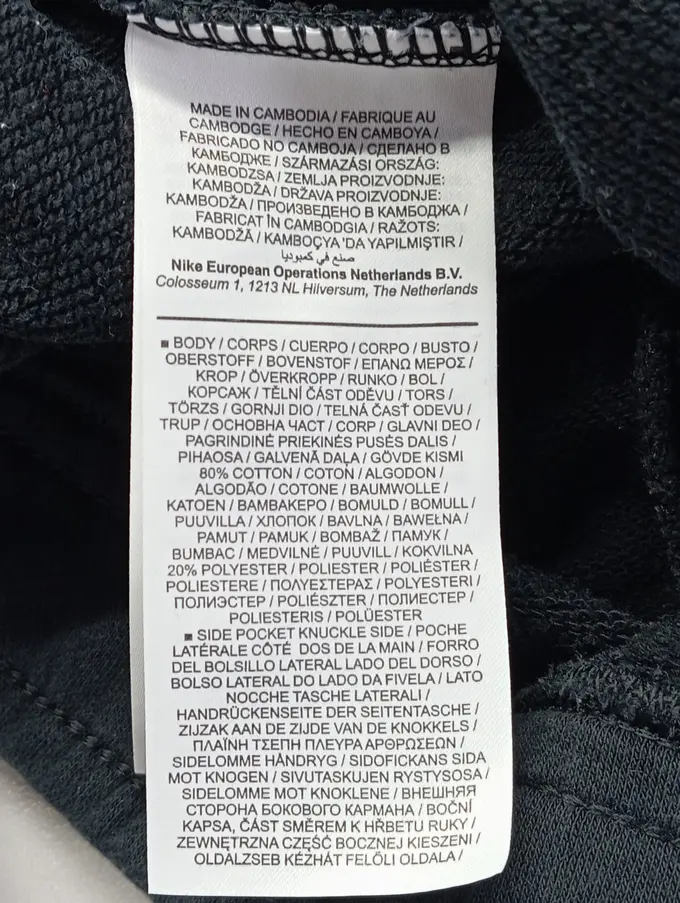 MADE IN CAMBODIA / FABRIQUE AU
CAMBODGE / HECHO EN CAMBOYA /
FABRICADO NO CAMBOJA / СДЕЛАНО В
КАМБОДЖЕ / SZÁRMAZÁSI ORSZÁG:
KAMBODZSA / ZEMLJA PROIZVODNJE:
KAMBODŽA / DRŽAVA PROIZVODNJE:
KAMBODŽA / ПРОИЗВЕДЕНО В КАМБОДЖА /
FABRICAT ÎN CAMBODGIA / RAŽOTS:
KAMBODŽĀ / KAMBOÇYA 'DA YAPILMIŞTIR /
صنع في كمبوديا
Nike European Operations Netherlands B.V.
Colosseum 1, 1213 NL Hilversum, The Netherlands
■ BODY / CORPS / CUERPO / CORPO / BUSTO /
OBERSTOFF / BOVENSTOF / ΕΠΑΝΩ ΜΕΡΟΣ /
KROP / ÖVERKROPP / RUNKO / BOL /
КОРСАЖ / TĚLNÍ ČÁST ODĚVU / TORS /
TÖRZS / GORNJI DIO / TELNÁ ČASŤ ODEVU /
TRUP / ОСНОВНА ЧАСТ / CORP / GLAVNI DEO /
PAGRINDINĖ PRIEKINĖS PUSĖS DALIS /
PIHAOSA / GALVENĀ DAĻA / GÖVDE KISMI
80% COTTON / COTON / ALGODON /
ALGODÃO / COTONE / BAUMWOLLE /
KATOEN / ΒΑΜΒΑΚΕΡΟ / BOMULD / BOMULL /
PUUVILLA / ХЛОПОК / BAVLNA / BAWEŁNA /
PAMUT / PAMUK / BOMBAŽ / ПАМУК /
BUMBAC / MEDVILNĖ / PUUVILL / KOKVILNA
20% POLYESTER / POLIESTER / POLIÉSTER /
POLIESTERE / ΠΟΛΥΕΣΤΕΡΑΣ / POLYESTERI /
ПОЛИЭСТЕР / POLIÉSZTER / ПОЛИЕСТЕР /
POLIESTERIS / POLÜESTER
■ SIDE POCKET KNUCKLE SIDE / POCHE
LATÉRALE CÔTÉ DOS DE LA MAIN / FORRO
DEL BOLSILLO LATERAL LADO DEL DORSO /
BOLSO LATERAL DO LADO DA FIVELA / LATO
NOCCHE TASCHE LATERALI /
HANDRÜCKENSEITE DER SEITENTASCHE /
ZIJZAK AAN DE ZIJDE VAN DE KNOKKELS /
ΠΛΑΪΝΗ ΤΣΕΠΗ ΠΛΕΥΡΑ ΑΡΘΡΩΣΕΩΝ /
SIDELOMME HÅNDRYG / SIDOFICKANS SIDA
MOT KNOGEN / SIVUTASKUJEN RYSTYSOSA /
SIDELOMME MOT KNOKLENE / ВНЕШНЯЯ
СТОРОНА БОКОВОГО КАРМАНА / BOČNÍ
KAPSA, ČÁST SMĚREM K HŘBETU RUKY /
ZEWNĘTRZNA CZĘŚĆ BOCZNEJ KIESZENI /
OLDALZSEB KÉZHÁT FELŐLI OLDALA /